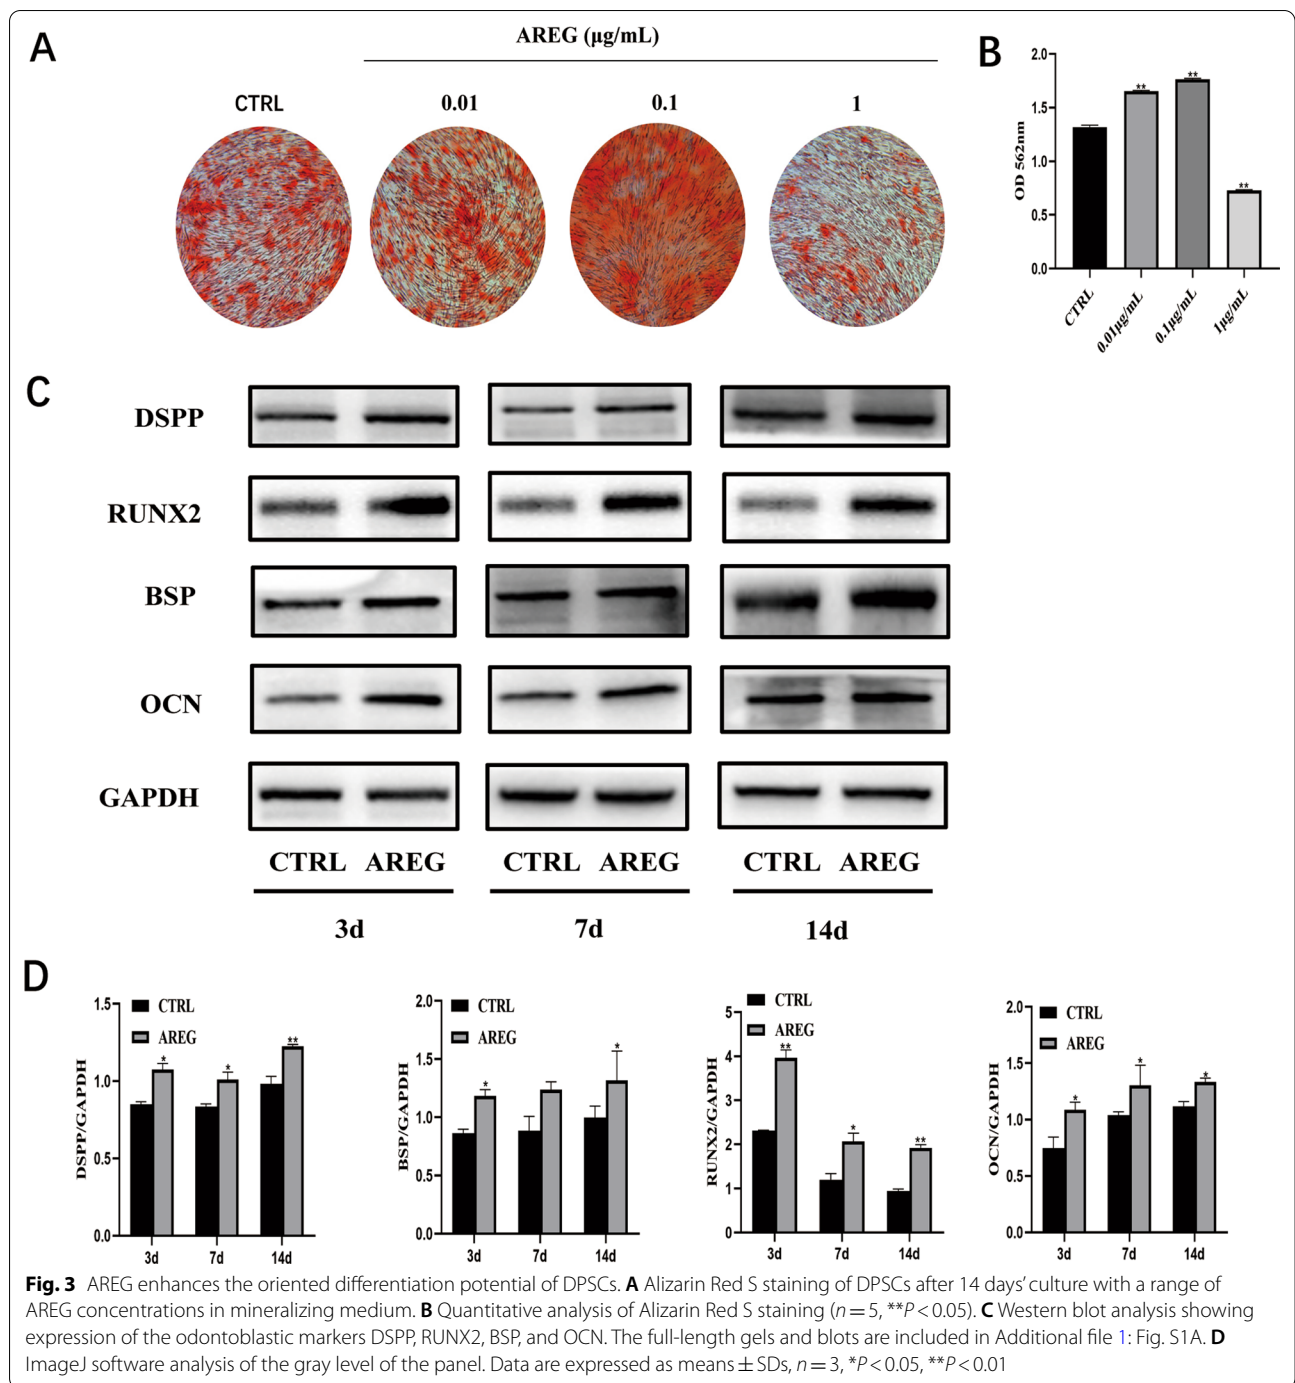 A
AREG (µg/mL)
CTRL 0.01 0.1 1
B
2.0
1.5
1.0
0.5
0.0
OD 562nm
** ** **
CTRL 0.01µg/mL 0.1µg/mL 1µg/mL
C
DSPP
RUNX2
BSP
OCN
GAPDH
CTRL AREG CTRL AREG CTRL AREG
3d 7d 14d
D
DSPP/GAPDH
1.5
1.0
0.5
0.0
CTRL
AREG
* * **
3d 7d 14d
BSP/GAPDH
2.0
1.5
1.0
0.5
0.0
CTRL
AREG
* *
3d 7d 14d
RUNX2/GAPDH
5
4
3
2
1
0
CTRL
AREG
** * **
3d 7d 14d
OCN/GAPDH
2.0
1.5
1.0
0.5
0.0
CTRL
AREG
* * *
3d 7d 14d
Fig. 3 AREG enhances the oriented differentiation potential of DPSCs. A Alizarin Red S staining of DPSCs after 14 days' culture with a range of
AREG concentrations in mineralizing medium. B Quantitative analysis of Alizarin Red S staining (n = 5, **P < 0.05). C Western blot analysis showing
expression of the odontoblastic markers DSPP, RUNX2, BSP, and OCN. The full-length gels and blots are included in Additional file 1: Fig. S1A. D
ImageJ software analysis of the gray level of the panel. Data are expressed as means ± SDs, n = 3, *P < 0.05, **P < 0.01